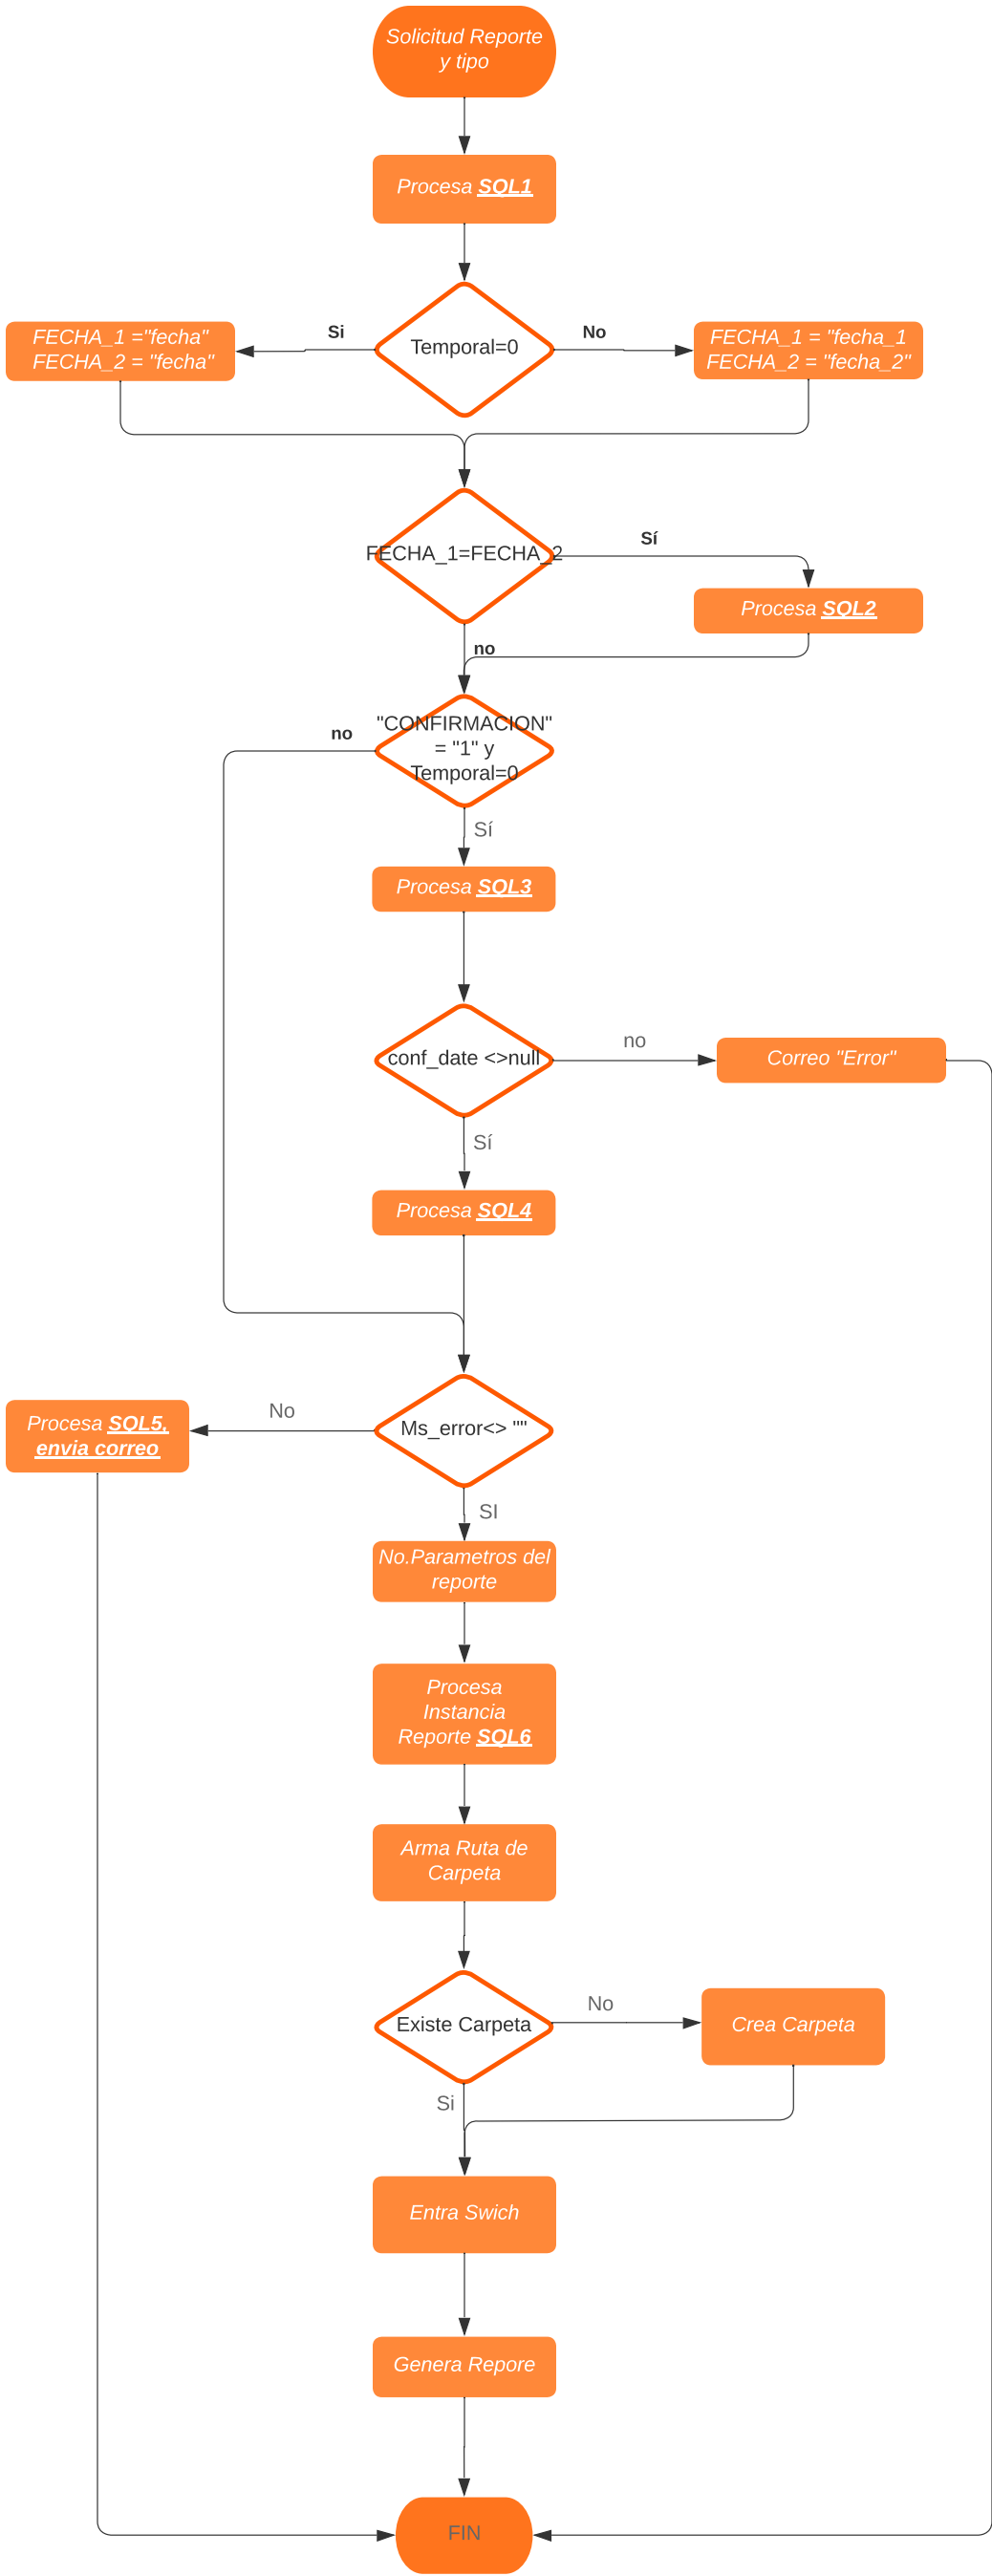 Solicitud Reporte
y tipo
Procesa SQL1
Temporal=0
Si
No
FECHA_1 ="fecha"
FECHA_2 = "fecha"
FECHA_1 = "fecha_1
FECHA_2 = "fecha_2"
FECHA_1=FECHA_2
Sí
Procesa SQL2
no
"CONFIRMACION"
= "1" y
Temporal=0
no
Sí
Procesa SQL3
conf_date <>null
no
Correo "Error"
Sí
Procesa SQL4
Ms_error<> ""
No
Procesa SQL5,
envia correo
SI
No.Parametros del
reporte
Procesa
Instancia
Reporte SQL6
Arma Ruta de
Carpeta
Existe Carpeta
No
Crea Carpeta
Si
Entra Swich
Genera Repore
FIN